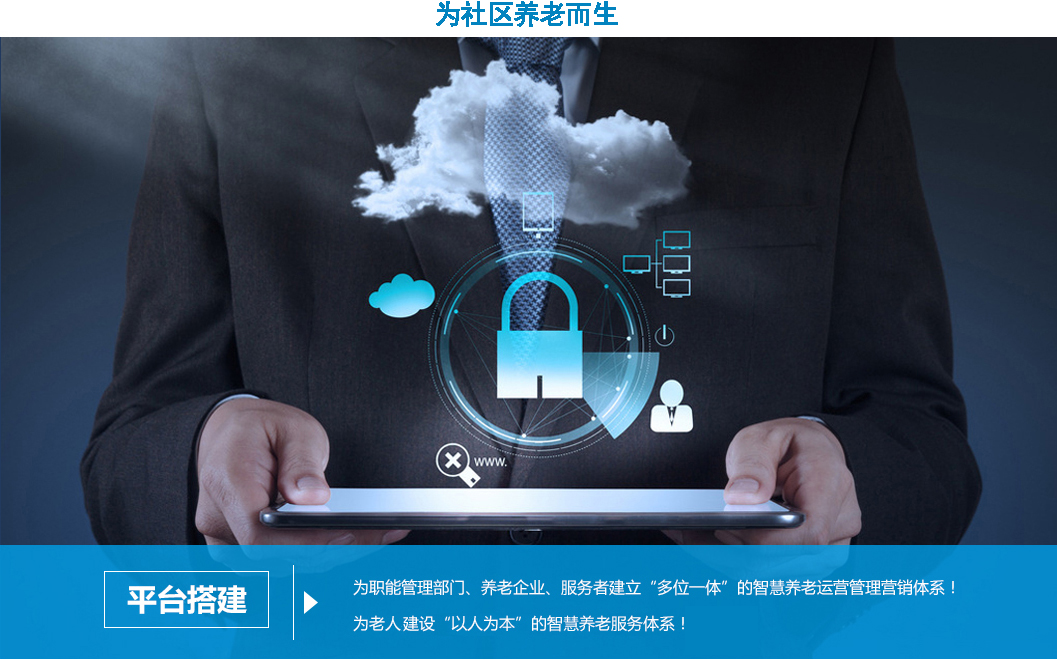 为社区养老而生
www.
平台搭建
为职能管理部门、养老企业、服务者建立“多位一体”的智慧养老运营管理营销体系！
为老人建设“以人为本”的智慧养老服务体系！